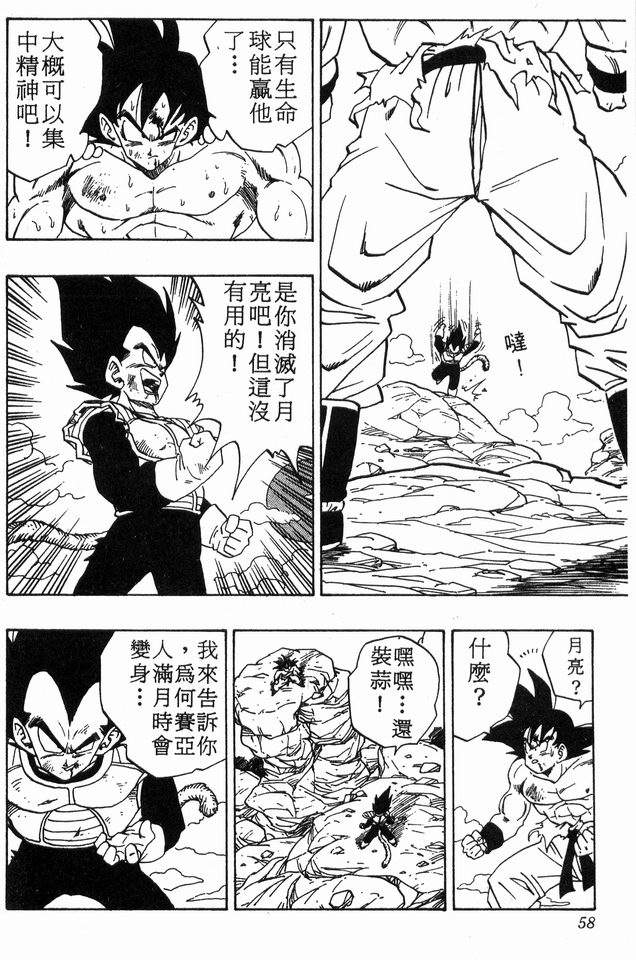 噠！
只有生命
球能贏他
了…
大概可以集
中精神吧！
是你消滅了月
亮吧！但這沒
有用的！
月亮？
什麼？
嘿嘿…還
裝蒜！
我來告訴你
，為何賽亞
人滿月時會
變身…
58